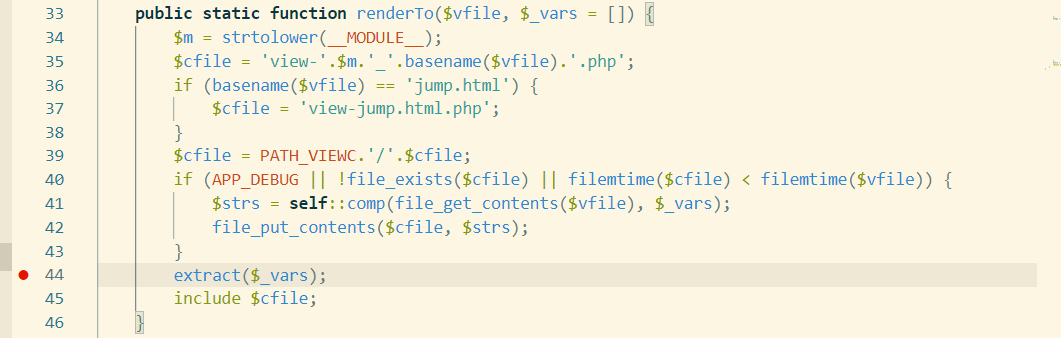 33 public static function renderTo($vfile, $_vars = []) {
34 $m = strtolower(__MODULE__);
35 $cfile = 'view-'.$m.'_'.basename($vfile).'.php';
36 if (basename($vfile) == 'jump.html') {
37 $cfile = 'view-jump.html.php';
38 }
39 $cfile = PATH_VIEWC.'/'.$cfile;
40 if (APP_DEBUG || !file_exists($cfile) || filemtime($cfile) < filemtime($vfile)) {
41 $strs = self::comp(file_get_contents($vfile), $_vars);
42 file_put_contents($cfile, $strs);
43 }
44 extract($_vars);
45 include $cfile;
46 }